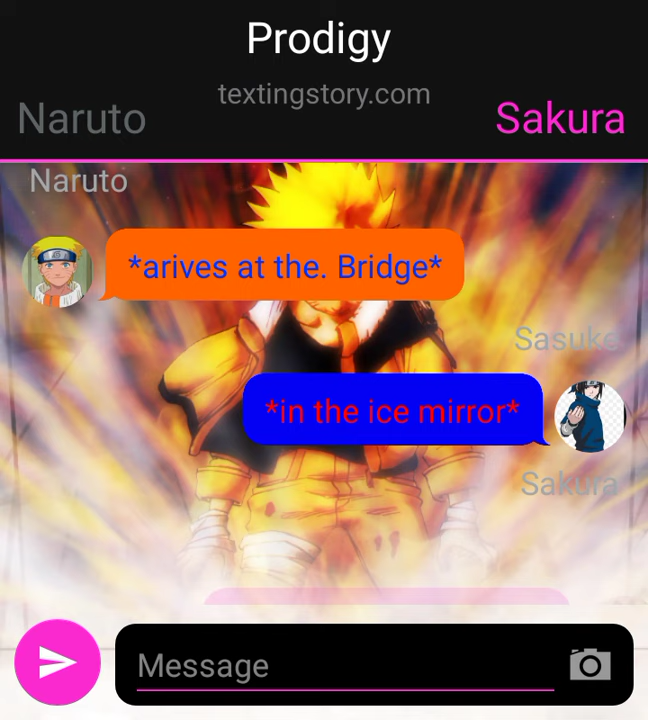 Prodigy
textingstory.com
Naruto
Sakura
Naruto
*arives at the. Bridge*
Sasuke
*in the ice mirror*
Sakura
Message